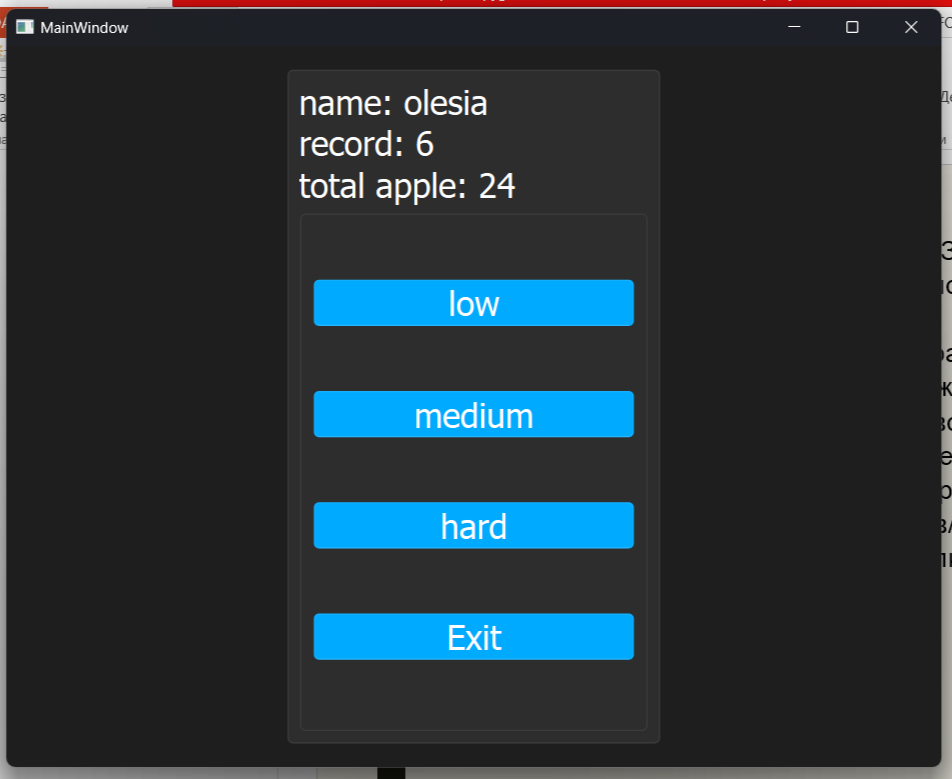 MainWindow
name: olesia
record: 6
total apple: 24
low
medium
hard
Exit